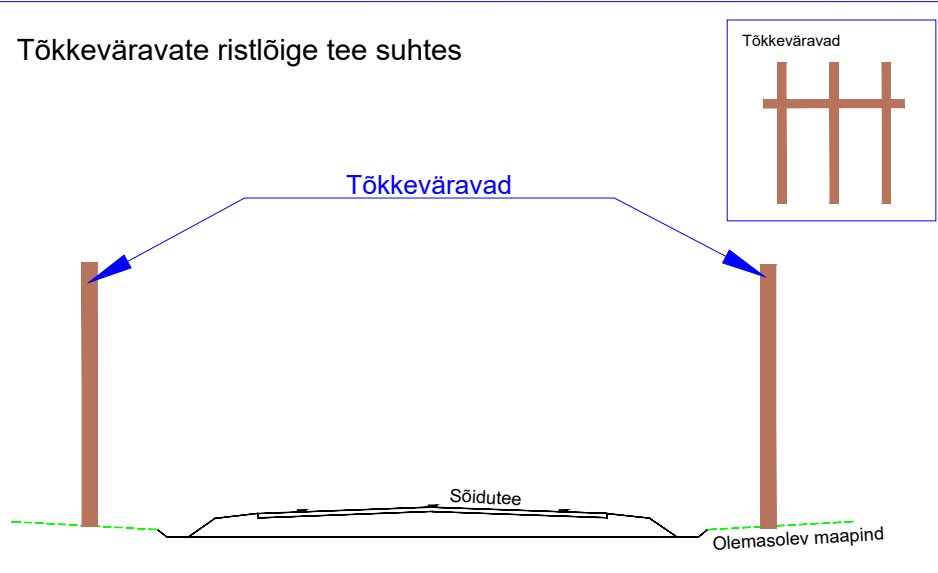 Tõkkeväravate ristlõige tee suhtes
Tõkkeväravad
Tõkkeväravad
Sõidutee
Olemasolev maapind